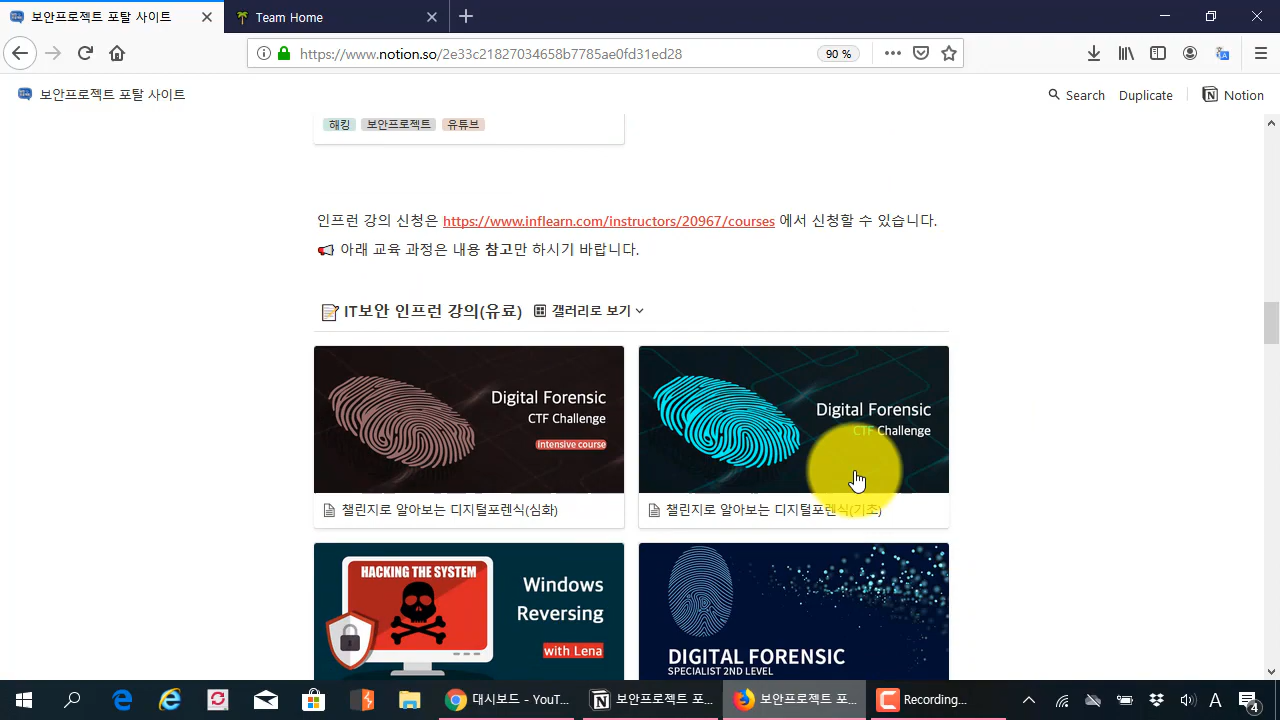 보안프로젝트 포탈 사이트
Team Home
https://www.notion.so/2e33c21827034658b7785ae0fd31ed28
90 %
보안프로젝트 포탈 사이트
Search
Duplicate
Notion
해킹 보안프로젝트 유튜브
인프런 강의 신청은 https://www.inflearn.com/instructors/20967/courses 에서 신청할 수 있습니다.
아래 교육 과정은 내용 참고만 하시기 바랍니다.
IT보안 인프런 강의(유료) 갤러리로 보기
Digital Forensic
CTF Challenge
intensive course
챌린지로 알아보는 디지털포렌식(심화)
Digital Forensic
CTF Challenge
챌린지로 알아보는 디지털포렌식(기초)
HACKING THE SYSTEM
Windows
Reversing
with Lena
DIGITAL FORENSIC
SPECIALIST 2ND LEVEL
대시보드 - YouT...
보안프로젝트 포...
보안프로젝트 포...
Recording...
A
4